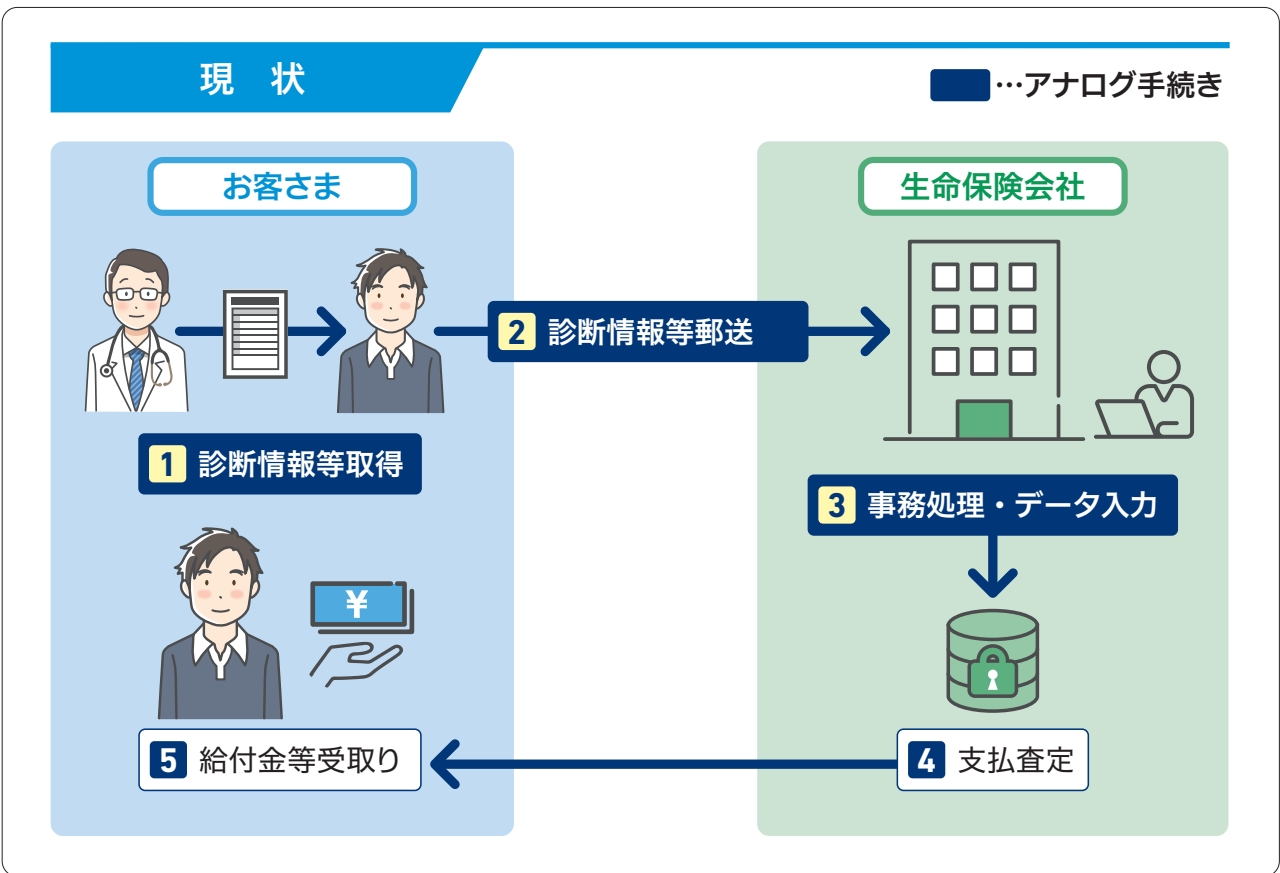 現 状
…アナログ手続き
お客さま
生命保険会社
2 診断情報等郵送
1 診断情報等取得
3 事務処理・データ入力
¥
5 給付金等受取り
4 支払査定